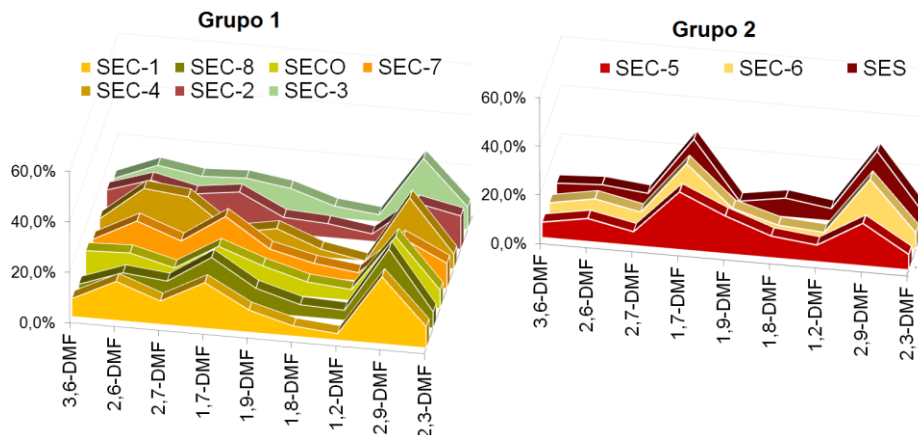 Grupo 1
SEC-1 SEC-8 SECO SEC-7
SEC-4 SEC-2 SEC-3
60,0%
40,0%
20,0%
0,0%
3,6-DMF
2,6-DMF
2,7-DMF
1,7-DMF
1,9-DMF
1,8-DMF
1,2-DMF
2,9-DMF
2,3-DMF
Grupo 2
SEC-5 SEC-6 SES
60,0%
40,0%
20,0%
0,0%
3,6-DMF
2,6-DMF
2,7-DMF
1,7-DMF
1,9-DMF
1,8-DMF
1,2-DMF
2,9-DMF
2,3-DMF